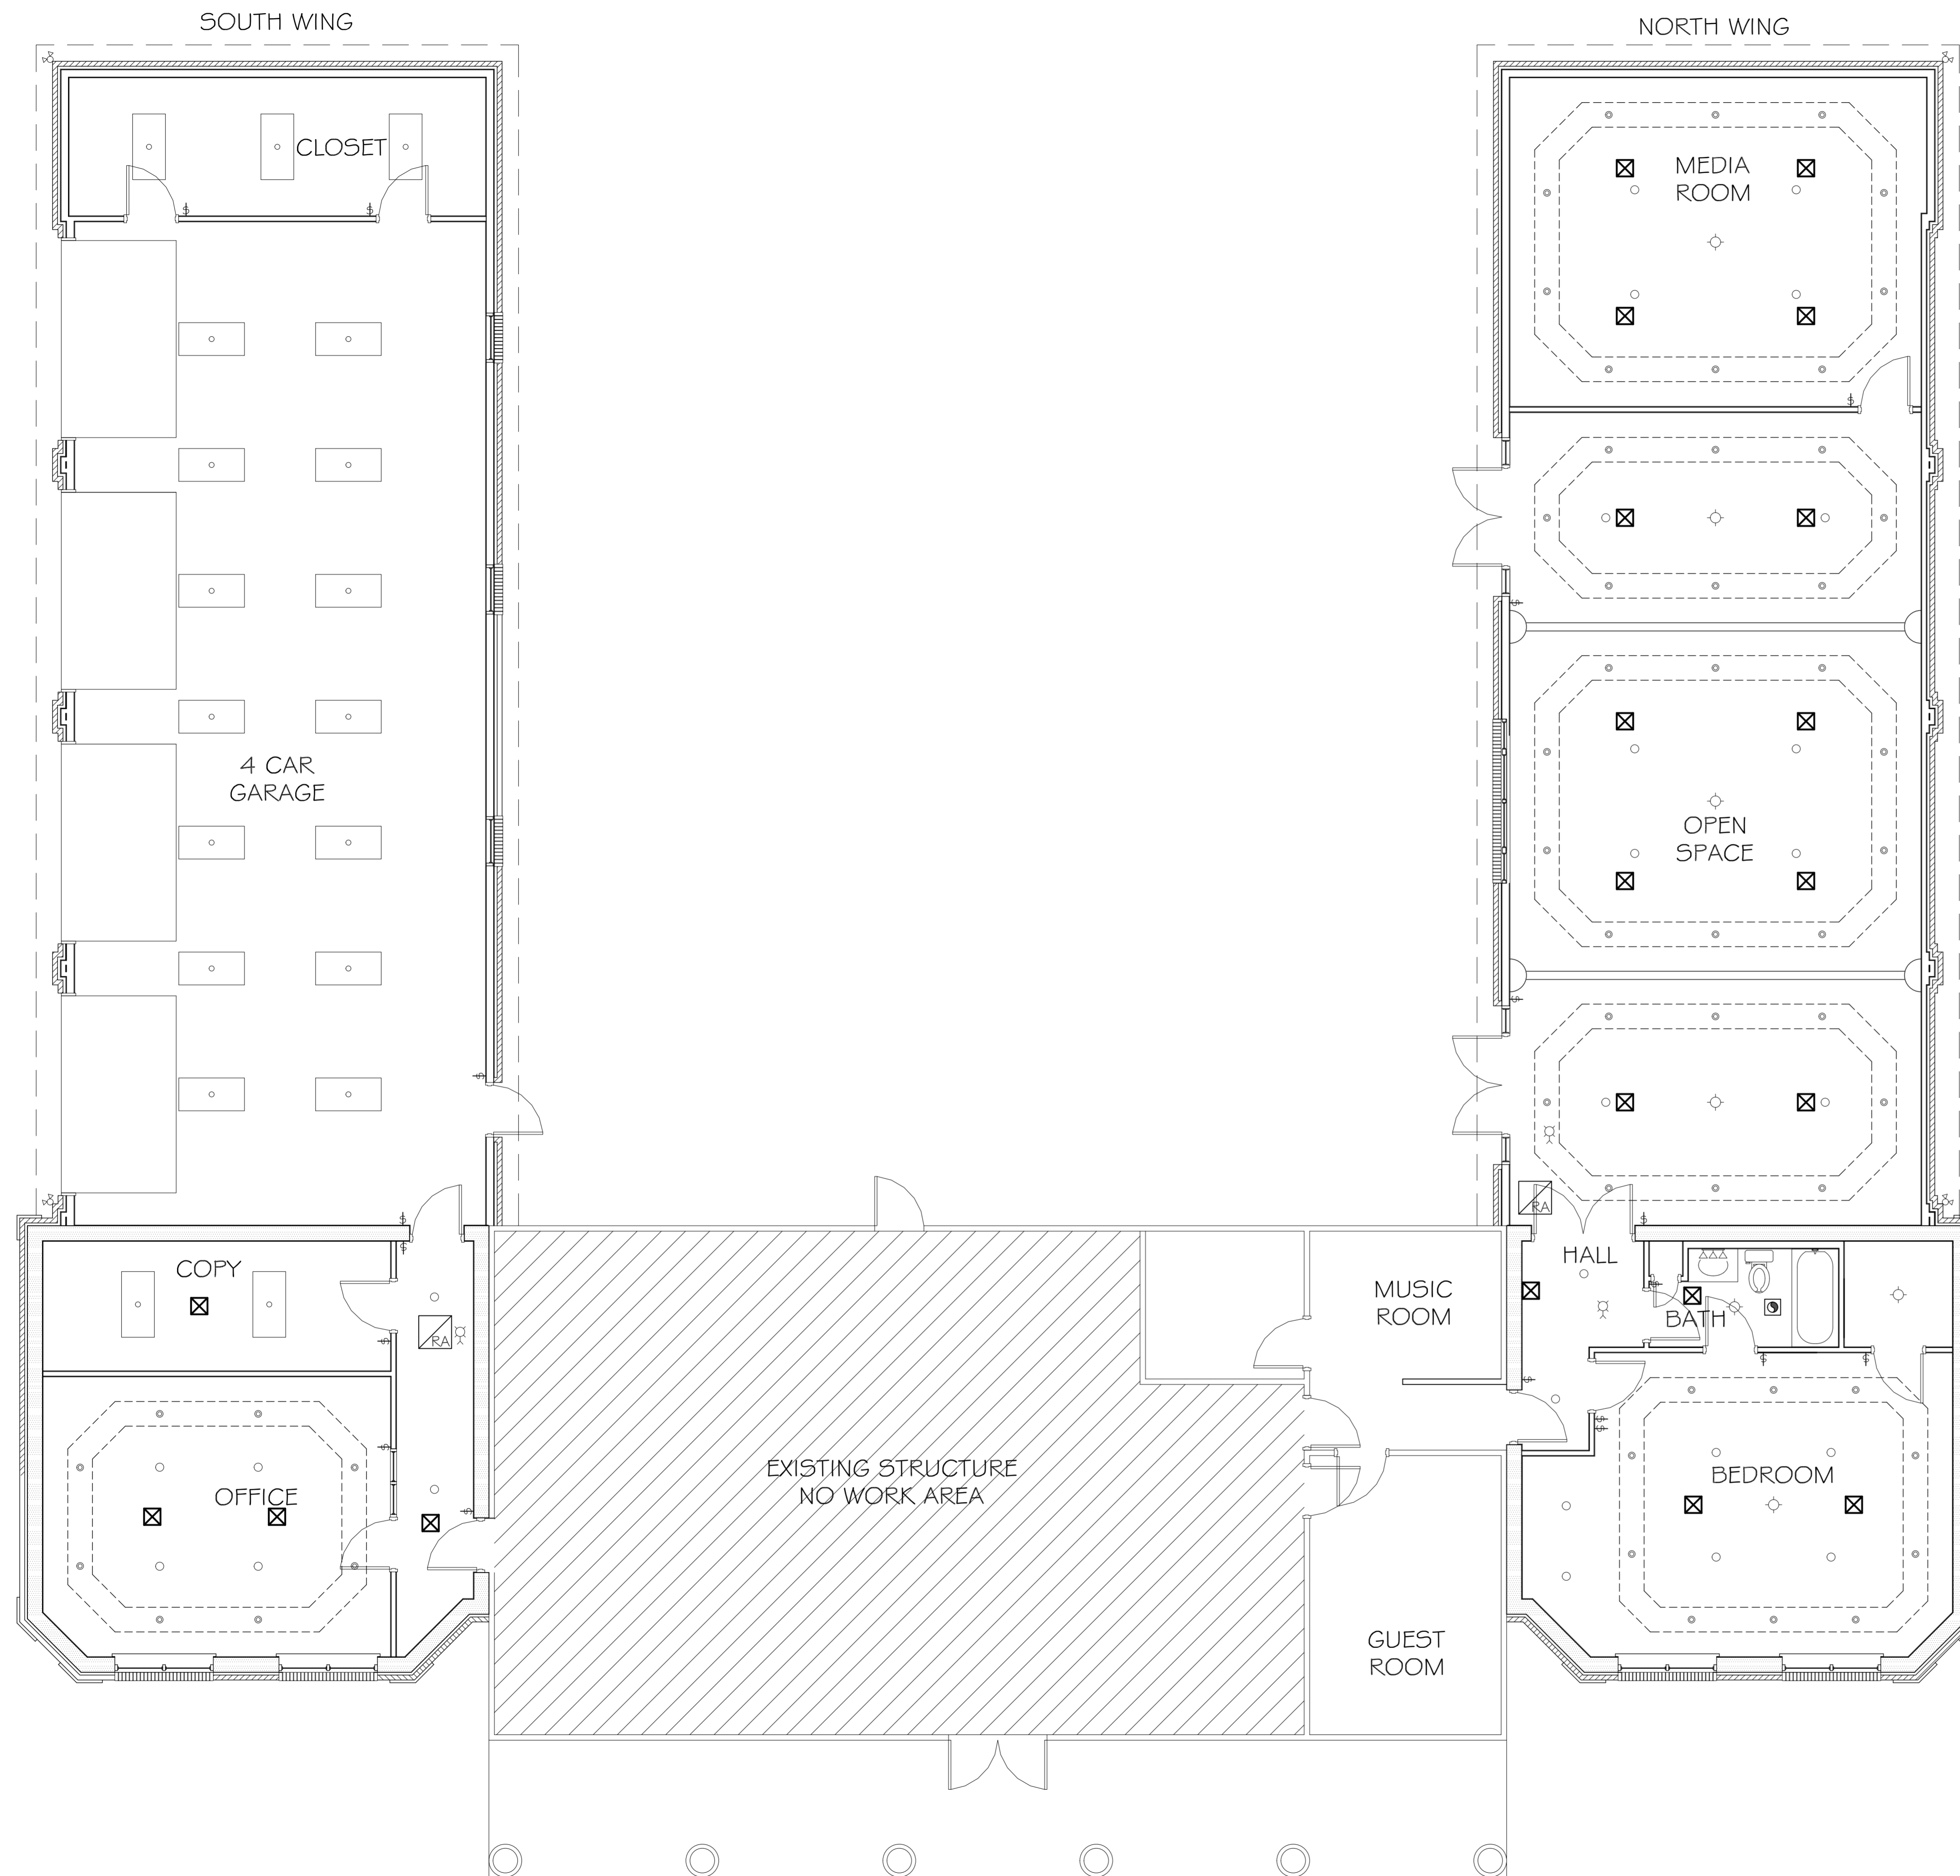 SOUTH WING
NORTH WING
CLOSET
MEDIA
ROOM
4 CAR
GARAGE
OPEN
SPACE
RA
HALL
COPY
MUSIC
ROOM
BATH
RA
EXISTING STRUCTURE
NO WORK AREA
BEDROOM
OFFICE
GUEST
ROOM